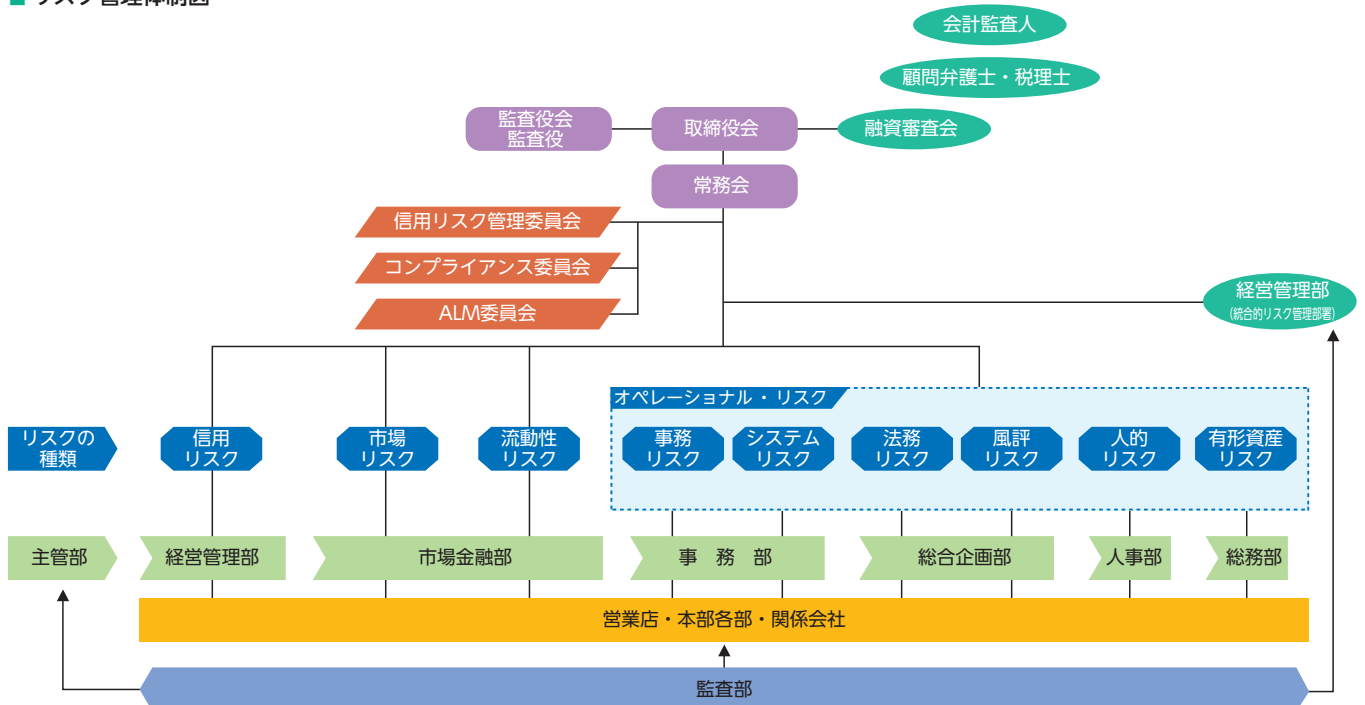 ■ リスク管理体制図
会計監査人
顧問弁護士・税理士
監査役会
監査役
取締役会
融資審査会
常務会
信用リスク管理委員会
コンプライアンス委員会
ALM委員会
経営管理部
(統合的リスク管理部署)
オペレーショナル・リスク
リスクの
種類
信用
リスク
市場
リスク
流動性
リスク
事務
リスク
システム
リスク
法務
リスク
風評
リスク
人的
リスク
有形資産
リスク
主管部
経営管理部
市場金融部
事 務 部
総合企画部
人事部
総務部
営業店・本部各部・関係会社
監査部